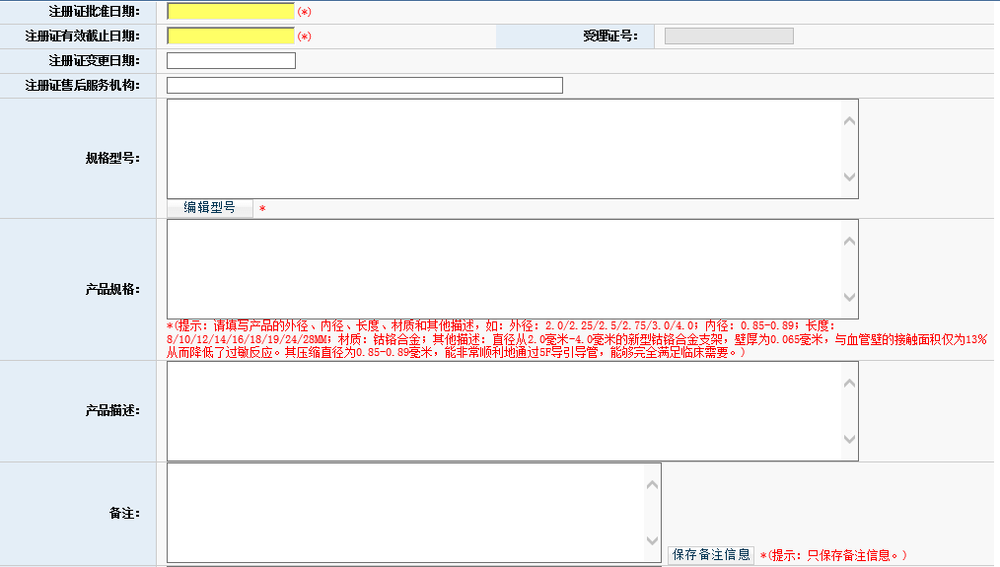 注册证批准日期： (*)
注册证有效截止日期： (*) 受理证号：
注册证变更日期：
注册证售后服务机构：
规格型号：
编辑型号 *
产品规格：
*(提示：请填写产品的外径、内径、长度、材质和其他描述，如：外径：2.0/2.25/2.5/2.75/3.0/4.0；内径：0.85-0.89；长度：
8/10/12/14/16/18/19/24/28MM；材质：钴铬合金；其他描述：直径从2.0毫米-4.0毫米的新型钴铬合金支架，壁厚为0.065毫米，与血管壁的接触面积仅为13%
从而降低了过敏反应。其压缩直径为0.85-0.89毫米，能非常顺利地通过5F导引导管，能够完全满足临床需要。)
产品描述：
备注：
保存备注信息 *(提示：只保存备注信息。)